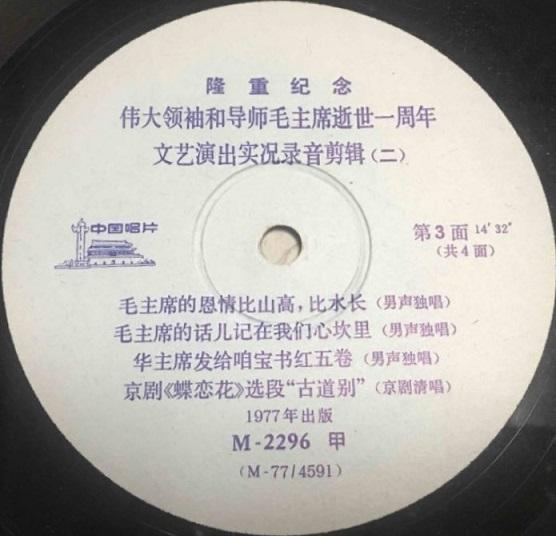 隆重纪念
伟大领袖和导师毛主席逝世一周年
文艺演出实况录音剪辑（二）
中国唱片
第3面 14′32″
（共4面）
毛主席的恩情比山高，比水长（男声独唱）
毛主席的话儿记在我们心坎里（男声独唱）
华主席发给咱宝书红五卷（男声独唱）
京剧《蝶恋花》选段“古道别”（京剧清唱）
1977年出版
M-2296 甲
（M-77/4591）